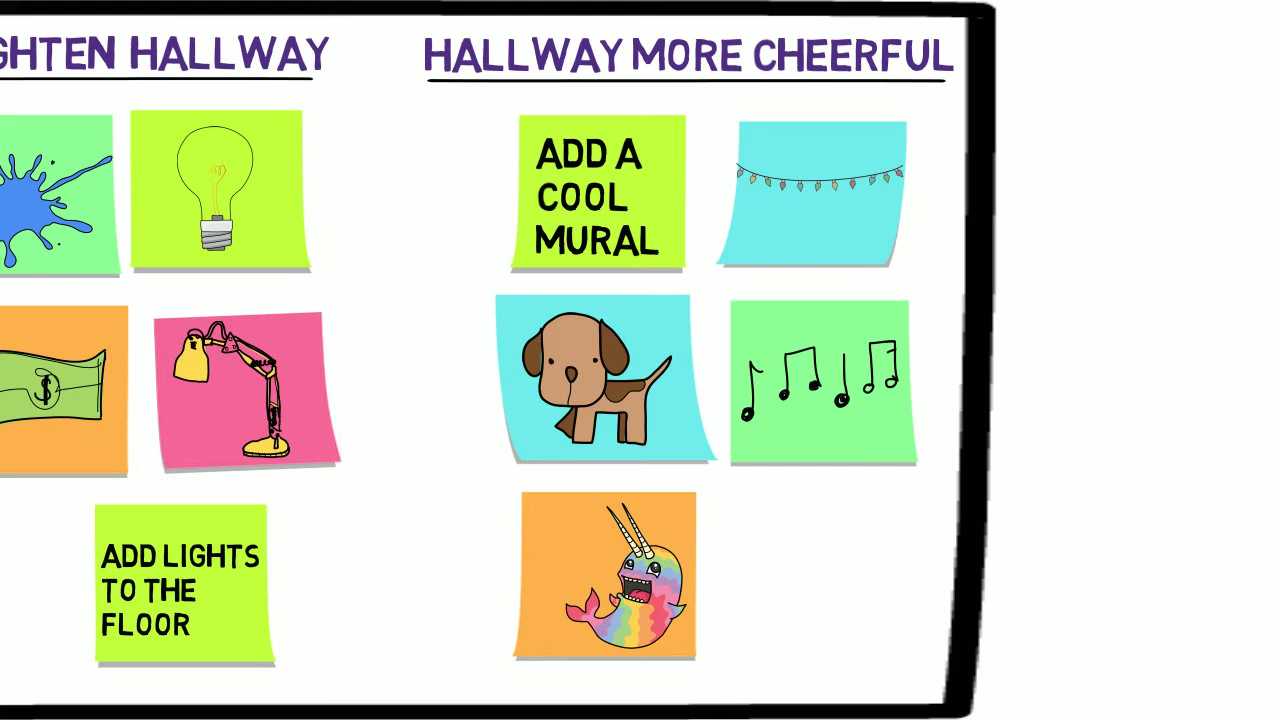 GHTEN HALLWAY
HALLWAY MORE CHEERFUL
ADD A
COOL
MURAL
$
ADD LIGHTS
TO THE
FLOOR